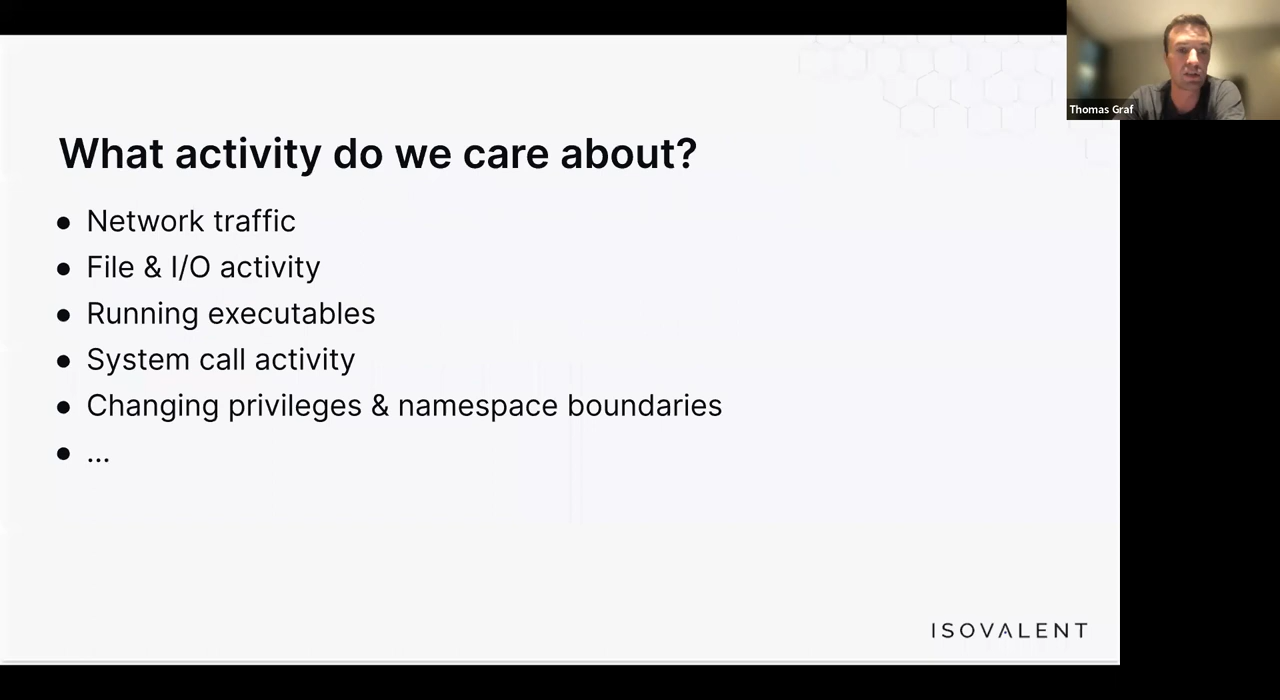 Thomas Graf
What activity do we care about?
● Network traffic
● File & I/O activity
● Running executables
● System call activity
● Changing privileges & namespace boundaries
● ...
ISOVALENT